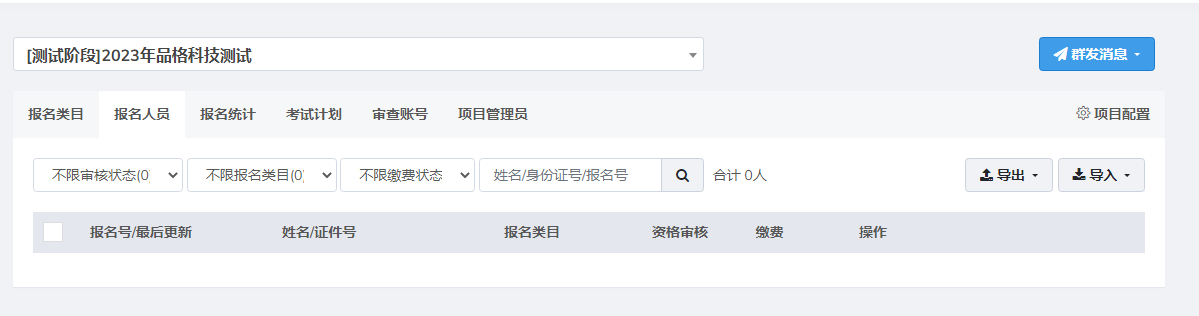 [测试阶段]2023年品格科技测试
群发消息
报名类目 报名人员 报名统计 考试计划 审查账号 项目管理员 项目配置
不限审核状态(0) 不限报名类目(0) 不限缴费状态 姓名/身份证号/报名号 合计 0人 导出 导入
报名号/最后更新 姓名/证件号 报名类目 资格审核 缴费 操作